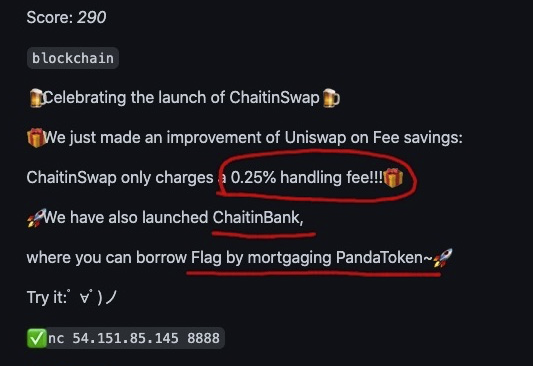 Score: 290
blockchain
🍺Celebrating the launch of ChaitinSwap🍺
🎁We just made an improvement of Uniswap on Fee savings:
ChaitinSwap only charges a 0.25% handling fee!!!🎁
🚀We have also launched ChaitinBank,
where you can borrow Flag by mortgaging PandaToken~🚀
Try it:ﾟ∀ﾟ)ノ
✅nc 54.151.85.145 8888